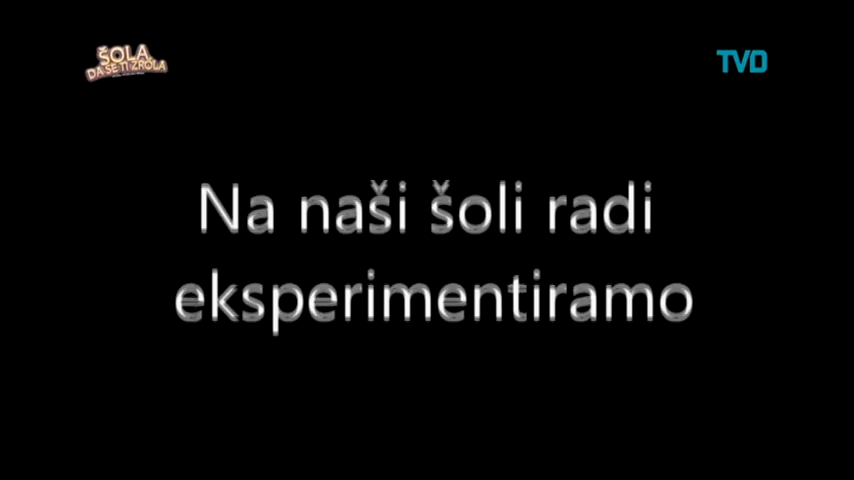 ŠOLA
DA SE TI ZROLA
TVD
Na naši šoli radi
eksperimentiramo